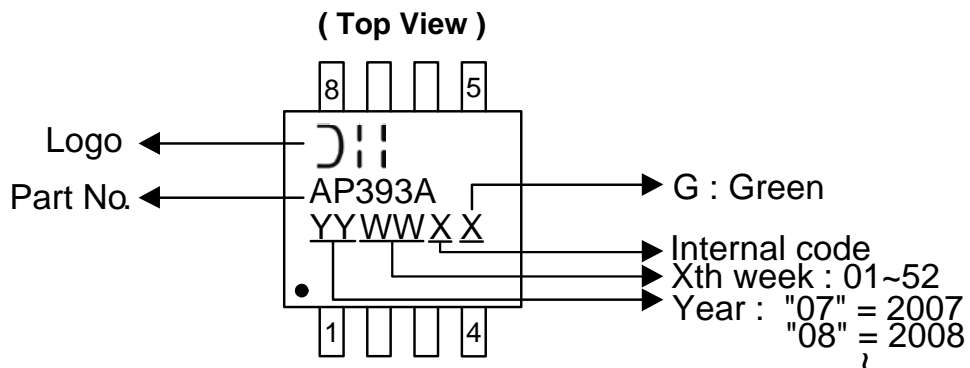 ( Top View )
8 5
Logo
Part No.
AP393A
YYWWX X
G : Green
Internal code
Xth week : 01~52
Year : "07" = 2007
"08" = 2008
~
1 4